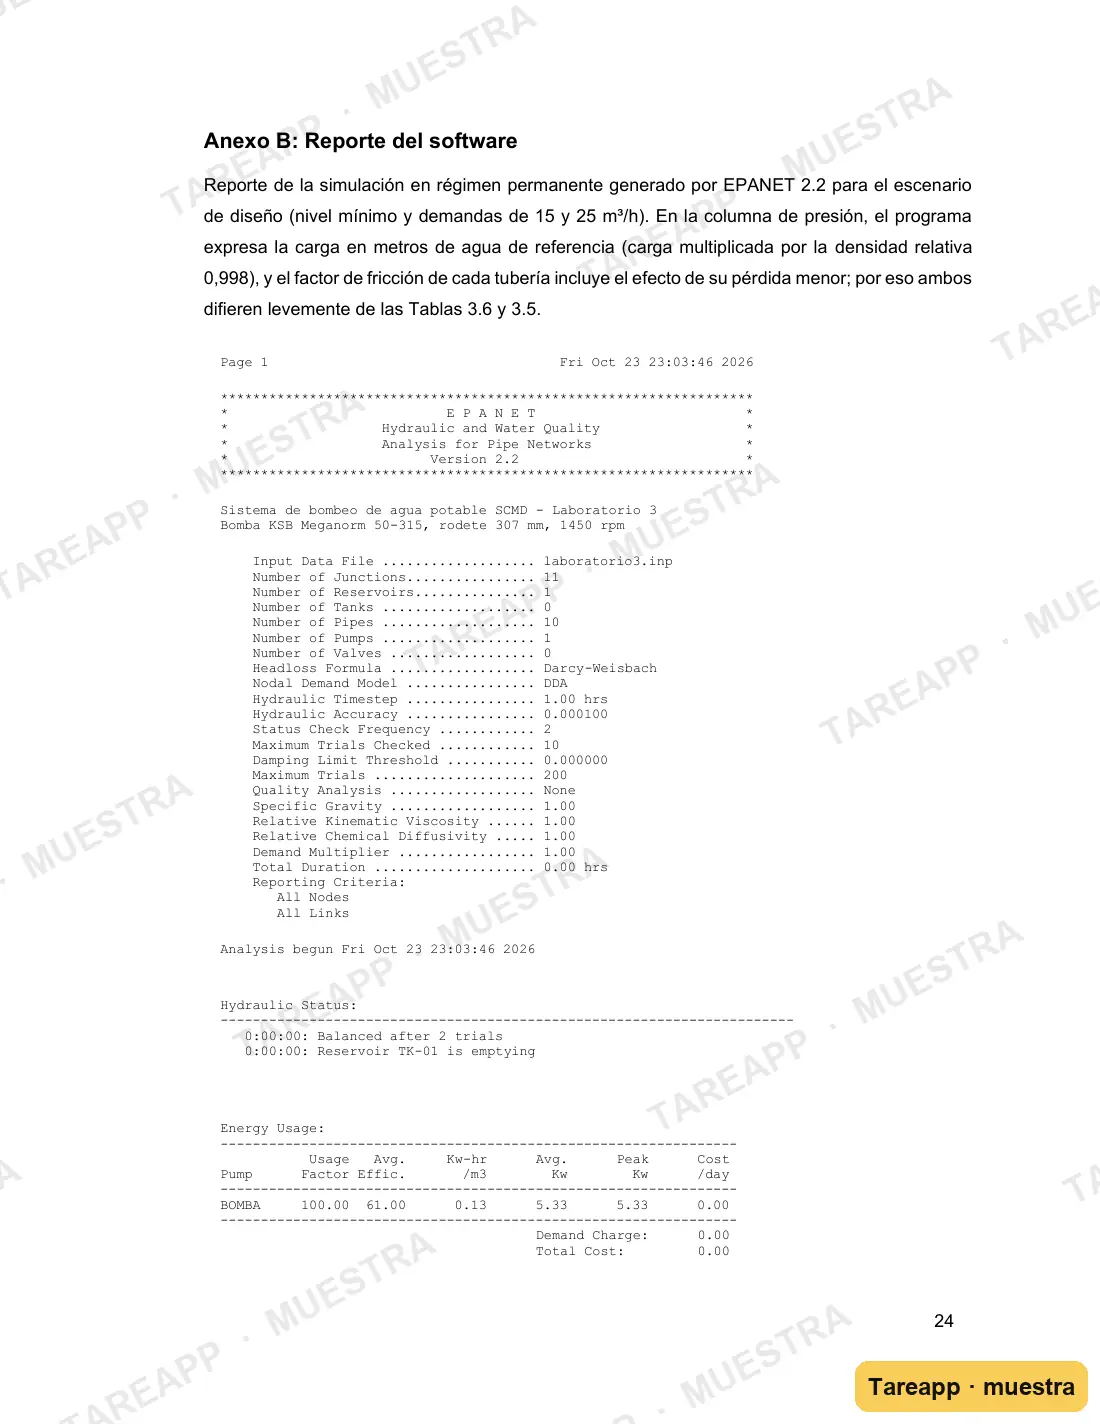 Anexo B: Reporte del software
Reporte de la simulación en régimen permanente generado por EPANET 2.2 para el escenario
de diseño (nivel mínimo y demandas de 15 y 25 m³/h). En la columna de presión, el programa
expresa la carga en metros de agua de referencia (carga multiplicada por la densidad relativa
0,998), y el factor de fricción de cada tubería incluye el efecto de su pérdida menor; por eso ambos
difieren levemente de las Tablas 3.6 y 3.5.
Page 1 Fri Oct 23 23:03:46 2026
******************************************************************
* E P A N E T *
* Hydraulic and Water Quality *
* Analysis for Pipe Networks *
* Version 2.2 *
******************************************************************
Sistema de bombeo de agua potable SCMD - Laboratorio 3
Bomba KSB Meganorm 50-315, rodete 307 mm, 1450 rpm
Input Data File ................... laboratorio3.inp
Number of Junctions................ 11
Number of Reservoirs............... 1
Number of Tanks ................... 0
Number of Pipes ................... 10
Number of Pumps ................... 1
Number of Valves .................. 0
Headloss Formula .................. Darcy-Weisbach
Nodal Demand Model ................ DDA
Hydraulic Timestep ................ 1.00 hrs
Hydraulic Accuracy ................ 0.000100
Status Check Frequency ............ 2
Maximum Trials Checked ............ 10
Damping Limit Threshold ........... 0.000000
Maximum Trials .................... 200
Quality Analysis .................. None
Specific Gravity .................. 1.00
Relative Kinematic Viscosity ...... 1.00
Relative Chemical Diffusivity ..... 1.00
Demand Multiplier ................. 1.00
Total Duration .................... 0.00 hrs
Reporting Criteria:
All Nodes
All Links
Analysis begun Fri Oct 23 23:03:46 2026
Hydraulic Status:
-----------------------------------------------------------------------
0:00:00: Balanced after 2 trials
0:00:00: Reservoir TK-01 is emptying
Energy Usage:
----------------------------------------------------------------
Usage Avg. Kw-hr Avg. Peak Cost
Pump Factor Effic. /m3 Kw Kw /day
----------------------------------------------------------------
BOMBA 100.00 61.00 0.13 5.33 5.33 0.00
----------------------------------------------------------------
Demand Charge: 0.00
Total Cost: 0.00
24
Tareapp · muestra
TAREAPP · MUESTRA